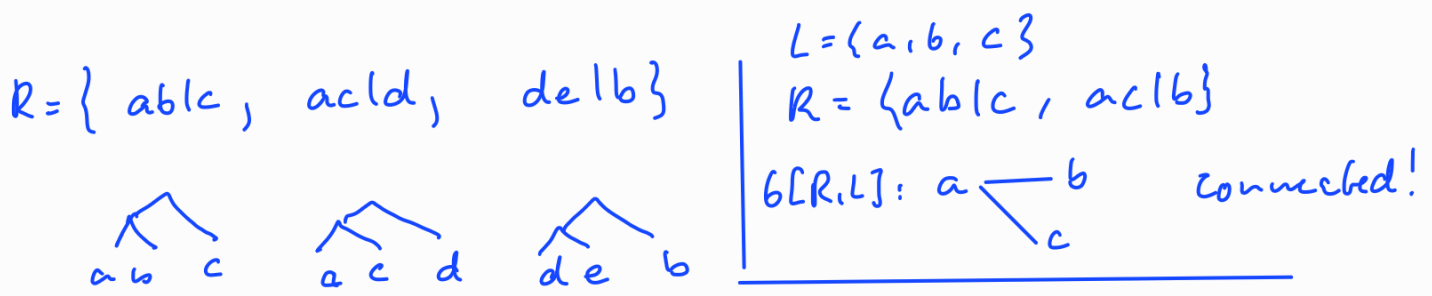 R = { ab|c, ac|d, de|b}
a b c a c d d e b
L = {a, b, c}
R = {ab|c, ac|b}
G[R,L]: a b connected!
c